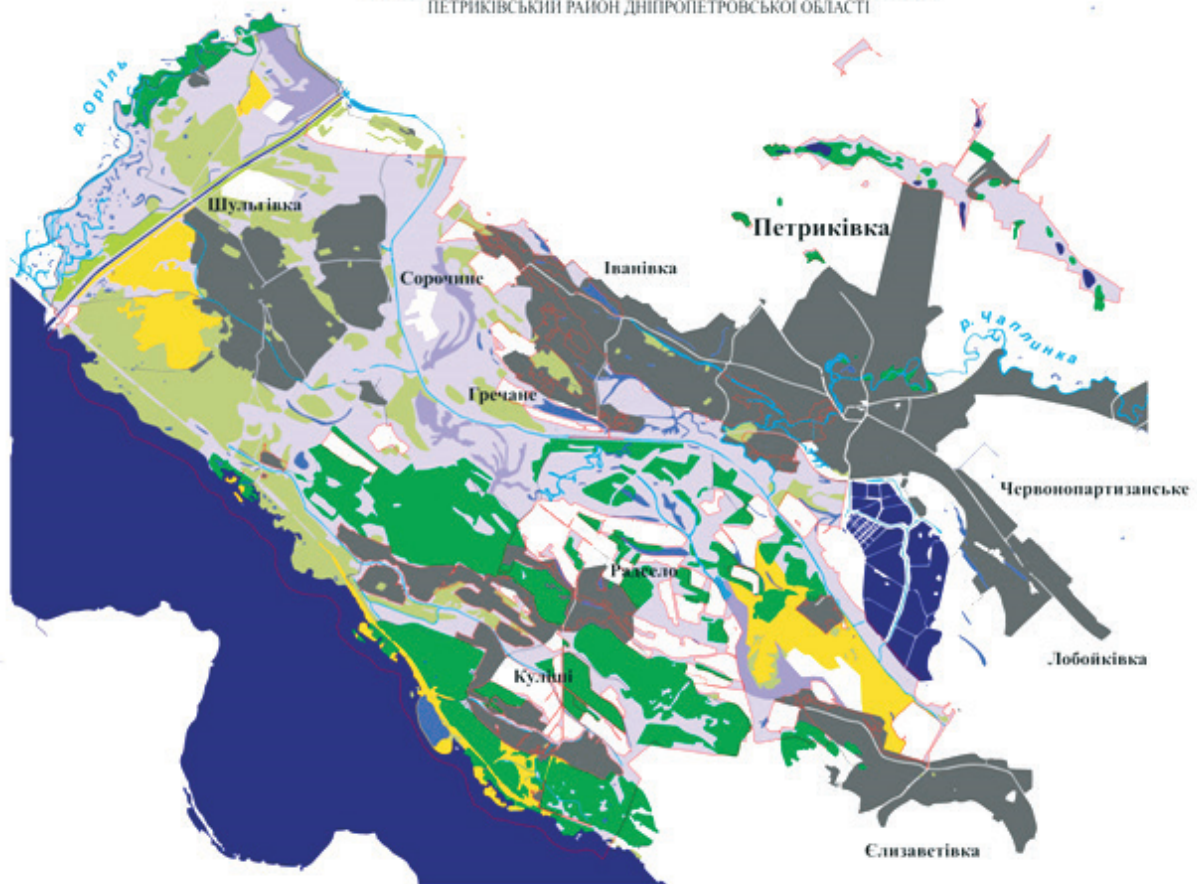 ПЕТРИКІВСЬКИЙ РАЙОН ДНІПРОПЕТРОВСЬКОЇ ОБЛАСТІ
р. Оріль
Шульгівка
Петриківка
Іванівка
Сорочине
р. Чаплинка
Гречане
Червонопартизанське
Радсело
Лобойківка
Куліші
Єлизаветівка